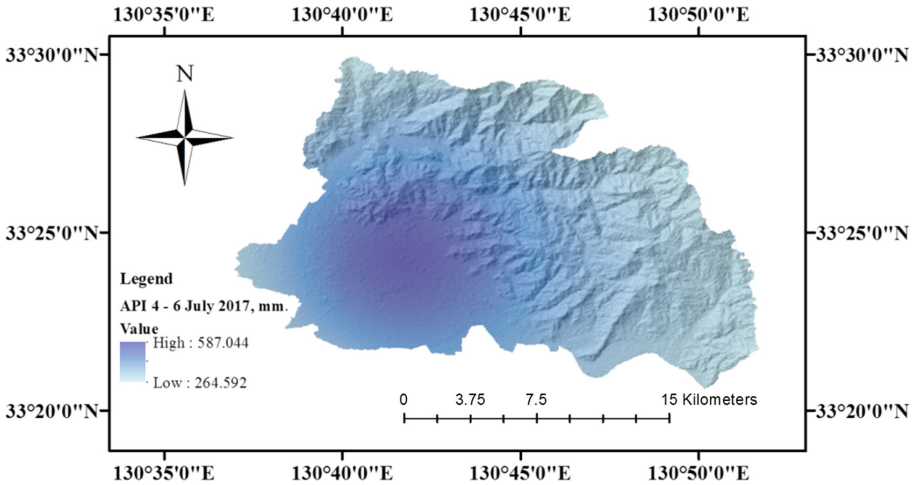 130°35'0"E 130°40'0"E 130°45'0"E 130°50'0"E
33°30'0"N 33°30'0"N
N
33°25'0"N 33°25'0"N
Legend
API 4 - 6 July 2017, mm.
Value
High : 587.044
Low : 264.592
0 3.75 7.5 15 Kilometers
33°20'0"N 33°20'0"N
130°35'0"E 130°40'0"E 130°45'0"E 130°50'0"E